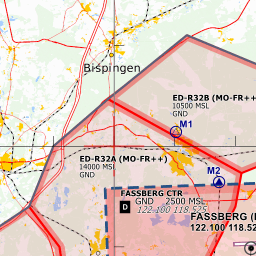 Bispingen
ED-R32B (MO-FR++)
10500 MSL
GND
M1
ED-R32A (MO-FR++)
14000 MSL
GND
M2
FASSBERG CTR
D GND 2500 MSL
122.100 118.525
FASSBERG (
122.100 118.52